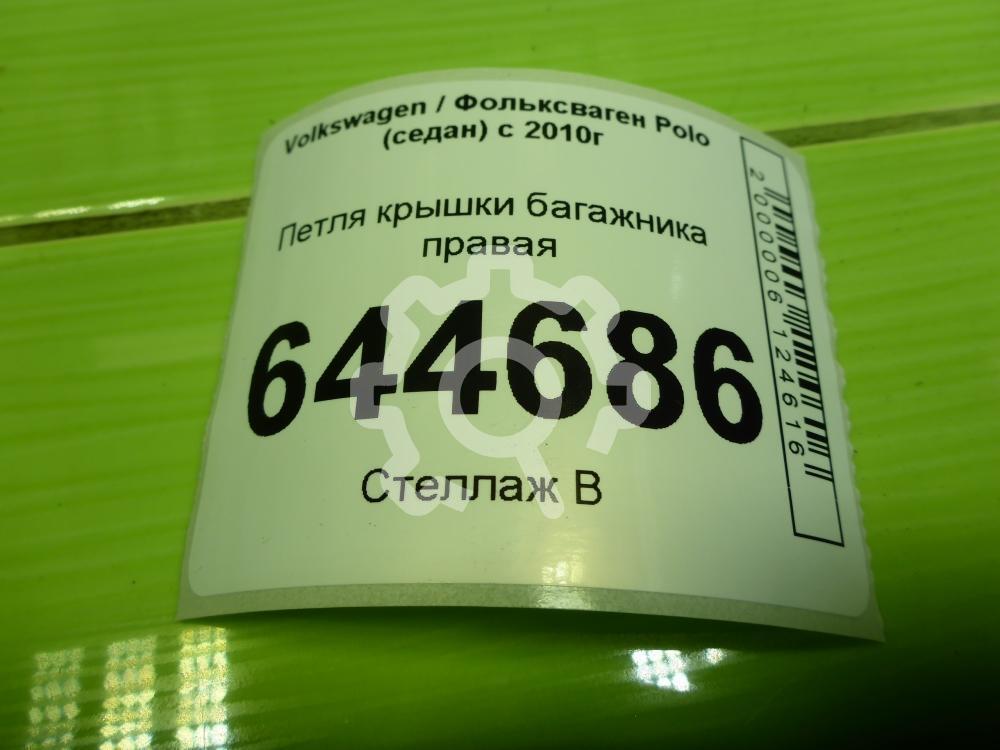 Volkswagen / Фольксваген Polo
(седан) с 2010г
Петля крышки багажника
правая
644686
Стеллаж В
2000006124616